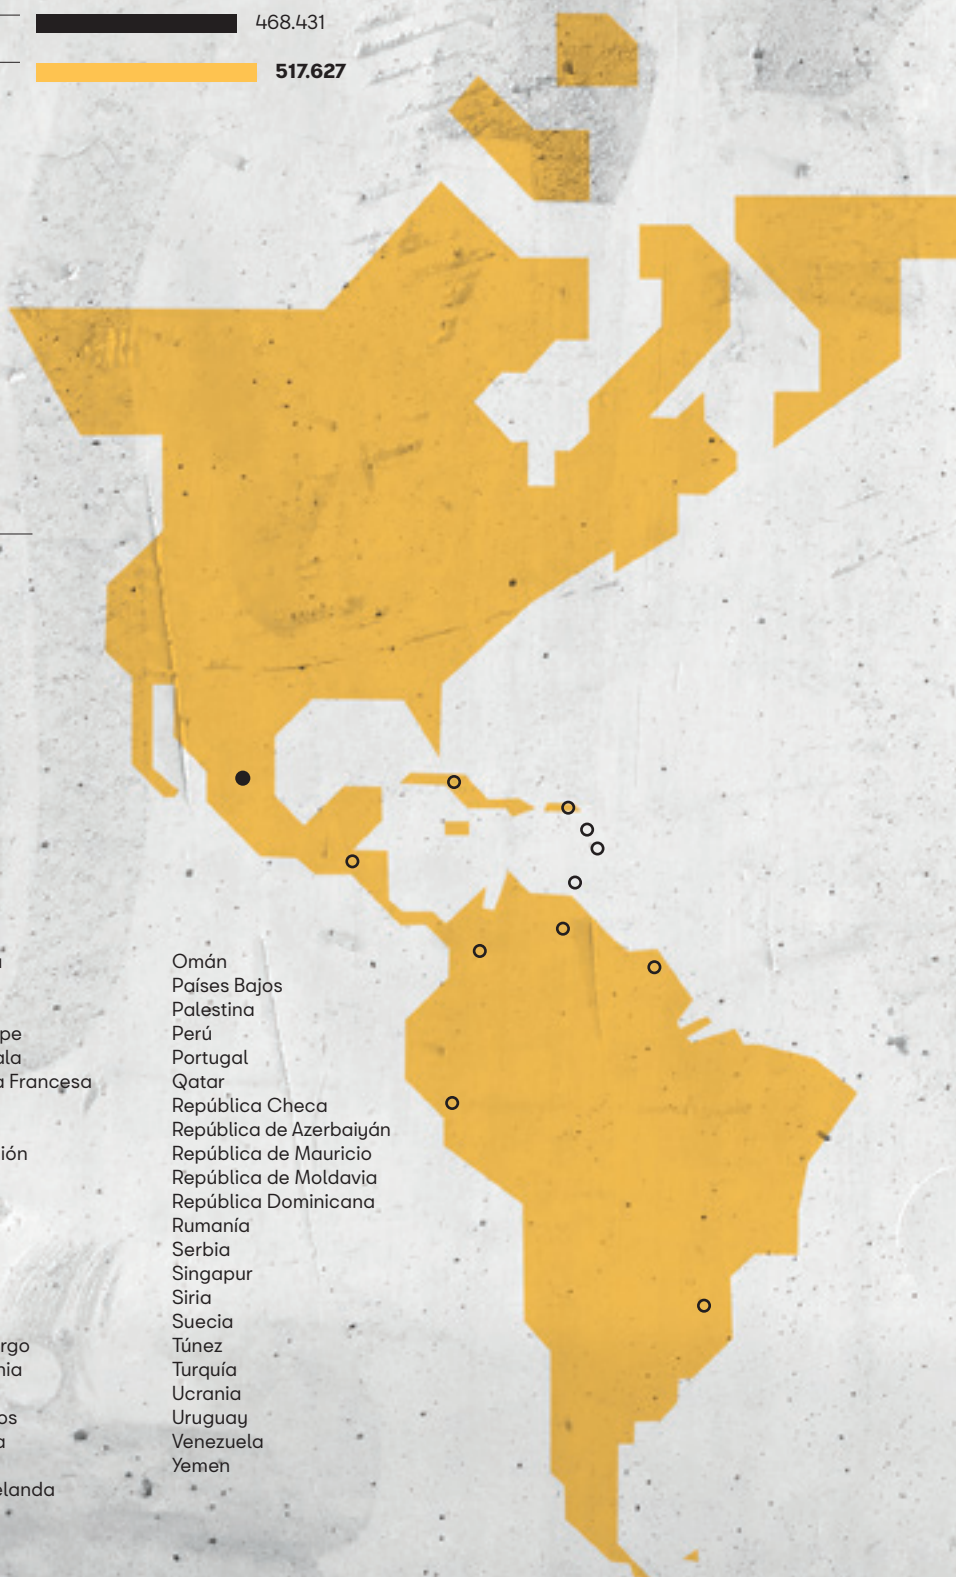 468.431
517.627
Francesa
Omán
Países Bajos
Palestina
Perú
Portugal
Qatar
República Checa
República de Azerbaiyán
República de Mauricio
República de Moldavia
República Dominicana
Rumanía
Serbia
Singapur
Siria
Suecia
Túnez
Turquía
Ucrania
Uruguay
Venezuela
Yemen